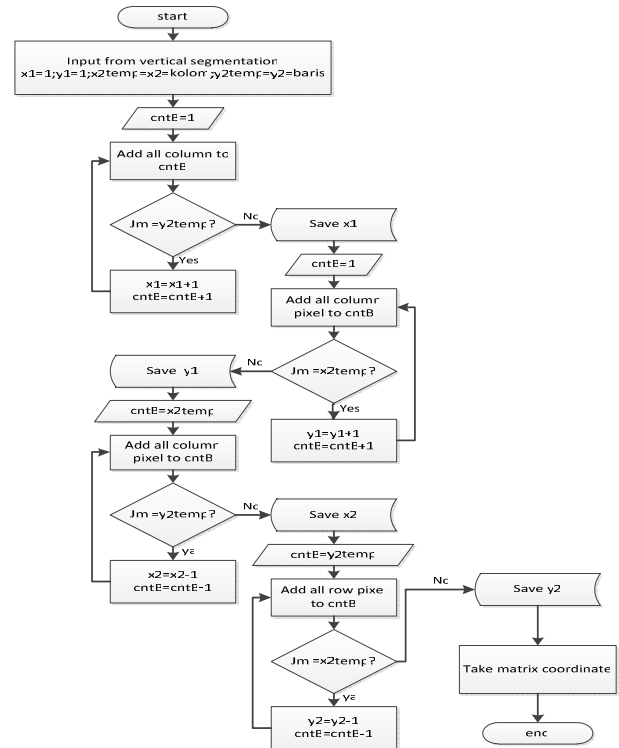 start
Input from vertical segmentation
x1=1;y1=1;x2temp=x2=kolom;y2temp=y2=baris
cntB=1
Add all column to
cntB
Jm =y2temp?
No
Yes
x1=x1+1
cntB=cntB+1
Save x1
cntB=1
Add all column
pixel to cntB
Jm =x2temp?
No
Yes
y1=y1+1
cntB=cntB+1
Save y1
cntB=x2temp
Add all column
pixel to cntB
Jm =y2temp?
No
ya
x2=x2-1
cntB=cntB-1
Save x2
cntB=y2temp
Add all row pixe
to cntB
Jm =x2temp?
No
ya
y2=y2-1
cntB=cntB-1
Save y2
Take matrix coordinate
end